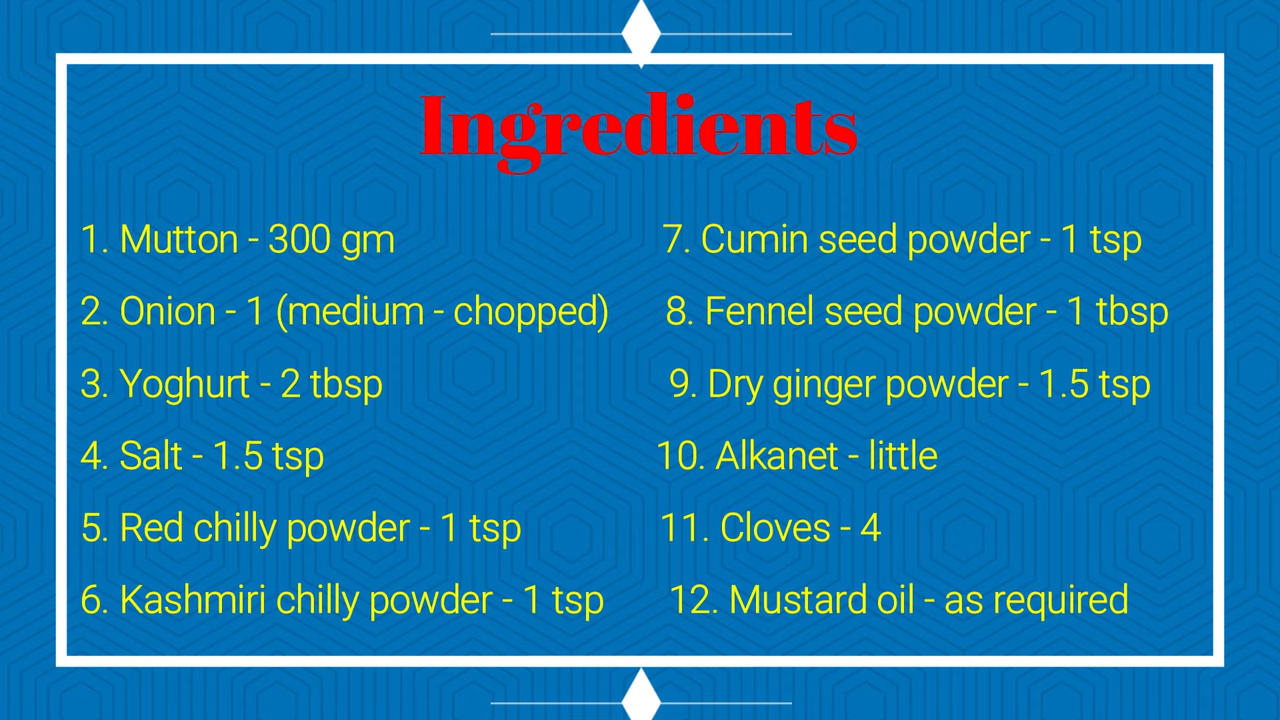 Ingredients
1. Mutton - 300 gm
2. Onion - 1 (medium - chopped)
3. Yoghurt - 2 tbsp
4. Salt - 1.5 tsp
5. Red chilly powder - 1 tsp
6. Kashmiri chilly powder - 1 tsp
7. Cumin seed powder - 1 tsp
8. Fennel seed powder - 1 tbsp
9. Dry ginger powder - 1.5 tsp
10. Alkanet - little
11. Cloves - 4
12. Mustard oil - as required